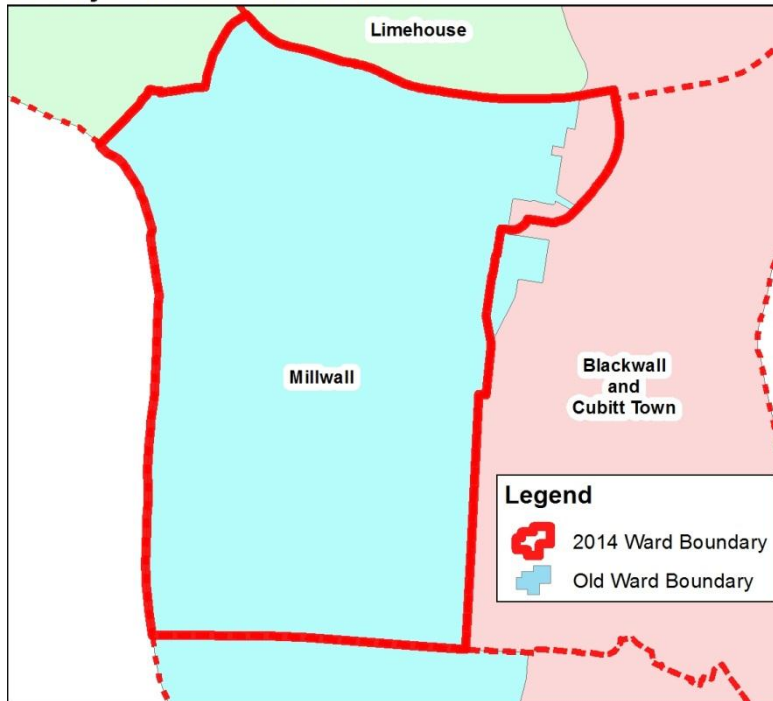 Limehouse
Millwall
Blackwall
and
Cubitt Town
Legend
2014 Ward Boundary
Old Ward Boundary